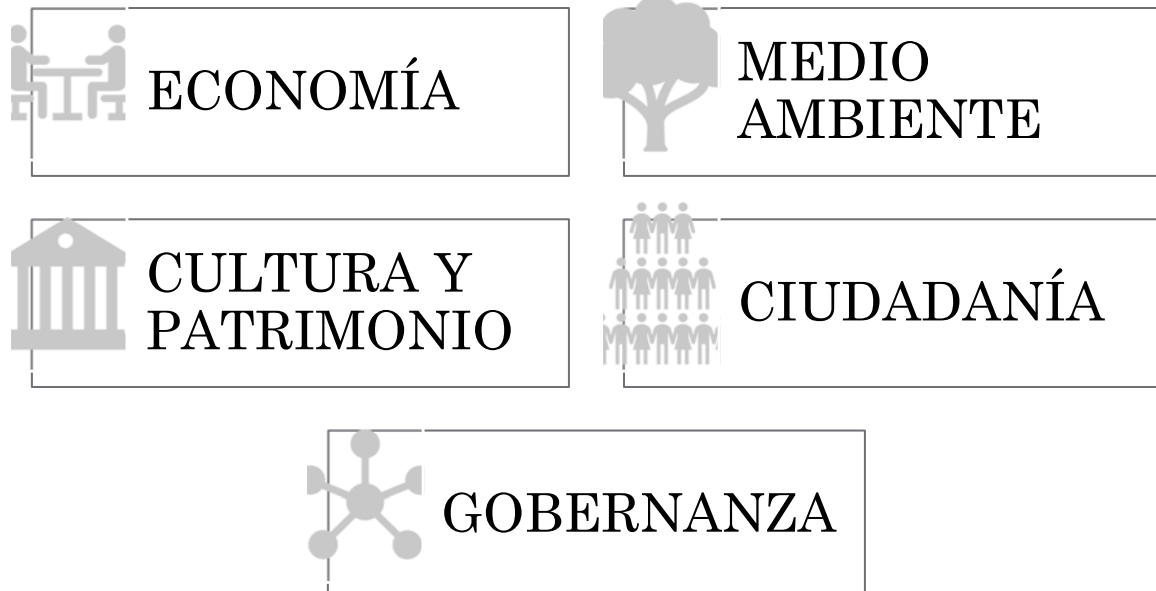 ECONOMÍA
MEDIO
AMBIENTE
CULTURA Y
PATRIMONIO
CIUDADANÍA
GOBERNANZA